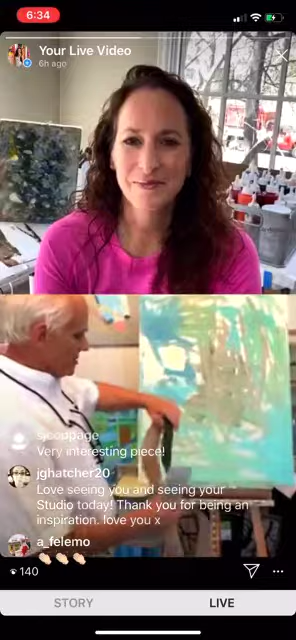 6:34
Your Live Video
6h ago
sjcoppage
Very interesting piece!
jghatcher20
Love seeing you and seeing your
Studio today! Thank you for being an
inspiration. love you x
a_felemo
140
STORY
LIVE